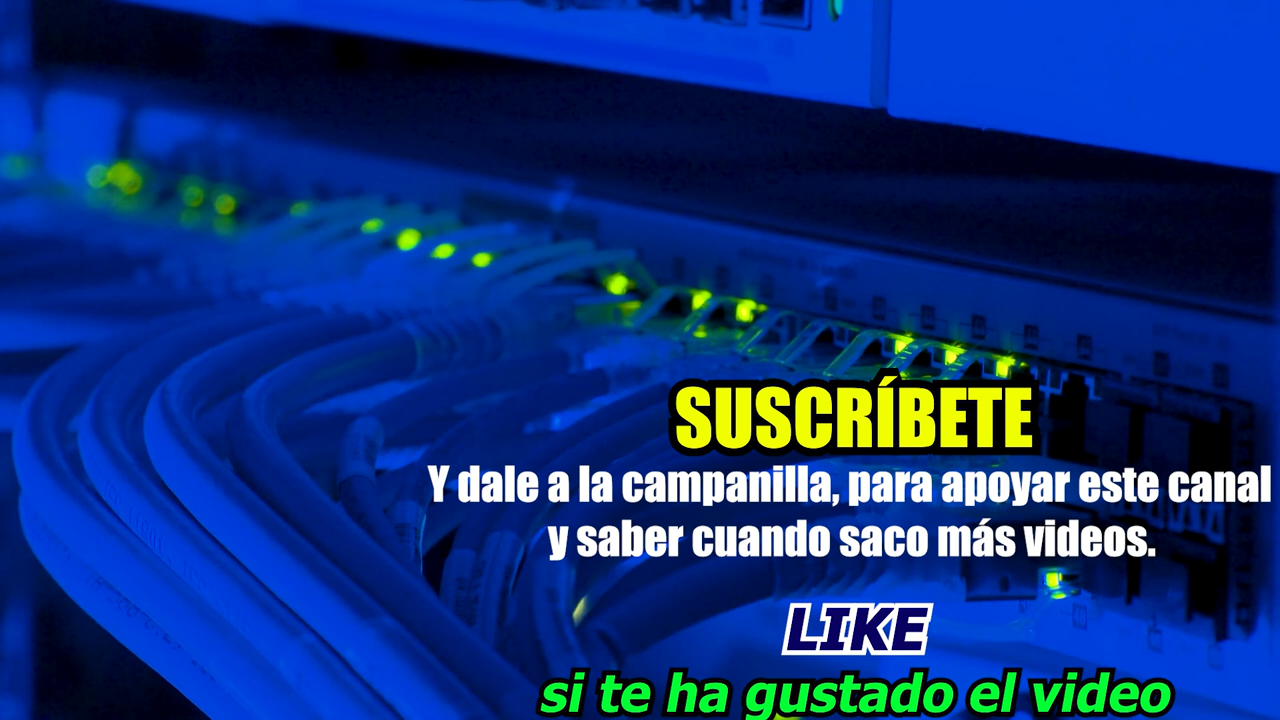 SUSCRÍBETE
Y dale a la campanilla, para apoyar este canal
y saber cuando saco más videos.
LIKE
si te ha gustado el video